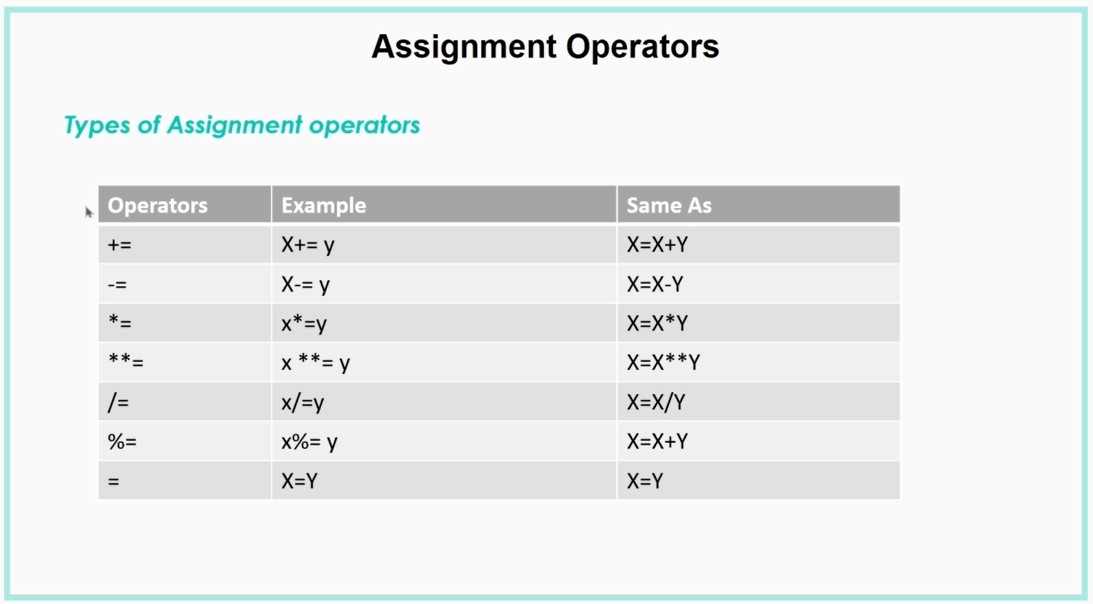 Assignment Operators
Types of Assignment operators
Operators Example Same As
+= X+= y X=X+Y
-= X-= y X=X-Y
*= x*=y X=X*Y
**= x **= y X=X**Y
/= x/=y X=X/Y
%= x%= y X=X+Y
= X=Y X=Y